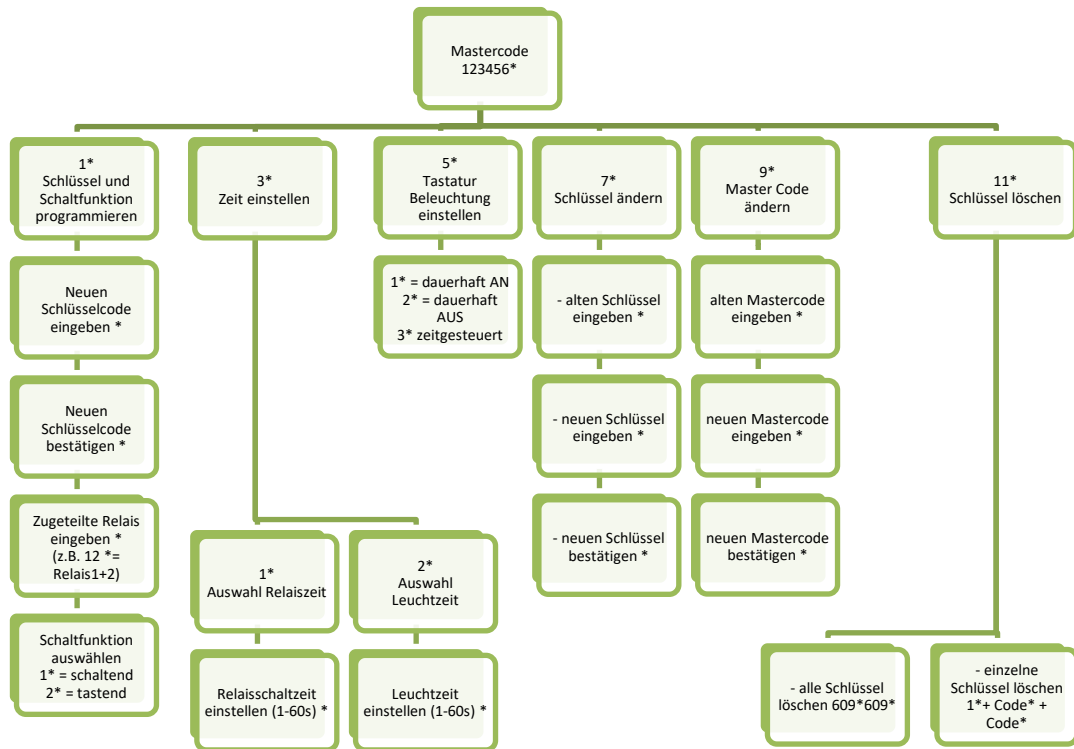 Mastercode
123456*
1*
Schlüssel und
Schaltfunktion
programmieren
3*
Zeit einstellen
5*
Tastatur
Beleuchtung
einstellen
7*
Schlüssel ändern
9*
Master Code
ändern
11*
Schlüssel löschen
Neuen
Schlüsselcode
eingeben *
1* = dauerhaft AN
2* = dauerhaft
AUS
3* zeitgesteuert
- alten Schlüssel
eingeben *
alten Mastercode
eingeben *
Neuen
Schlüsselcode
bestätigen *
- neuen Schlüssel
eingeben *
neuen Mastercode
eingeben *
Zugeteilte Relais
eingeben *
(z.B. 12 *=
Relais1+2)
1*
Auswahl Relaiszeit
2*
Auswahl
Leuchtzeit
- neuen Schlüssel
bestätigen *
neuen Mastercode
bestätigen *
Schaltfunktion
auswählen
1* = schaltend
2* = tastend
Relaisschaltzeit
einstellen (1-60s) *
Leuchtzeit
einstellen (1-60s) *
- alle Schlüssel
löschen 609*609*
- einzelne
Schlüssel löschen
1*+ Code* +
Code*